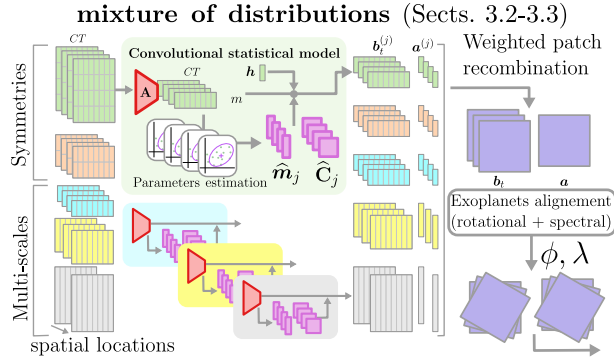 mixture of distributions (Sects. 3.2-3.3)
Symmetries
Multi-scales
CT
Convolutional statistical model
A
CT
h
m
Parameters estimation
m̂_j
Ĉ_j
b_t^(j)
a^(j)
Weighted patch
recombination
b_t
a
Exoplanets alignement
(rotational + spectral)
ϕ, λ
spatial locations